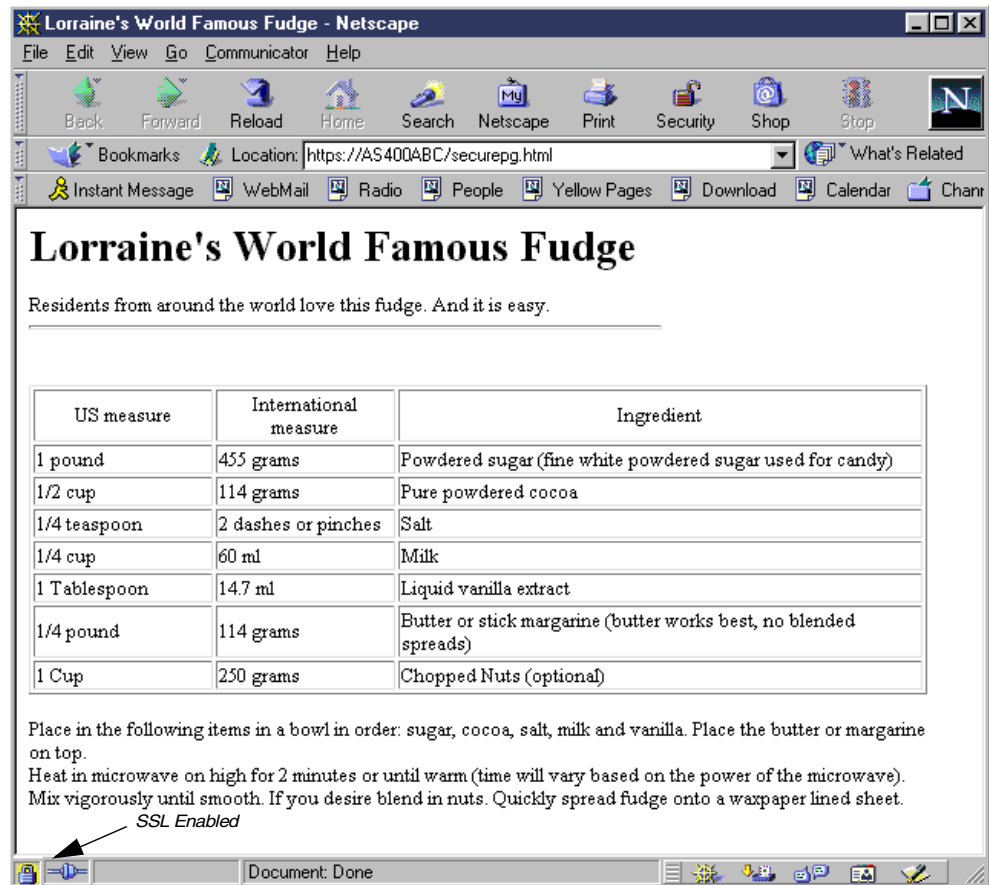 Lorraine's World Famous Fudge - Netscape
File Edit View Go Communicator Help
My
N
Back Forward Reload Home Search Netscape Print Security Shop Stop
Bookmarks Location: https://AS400ABC/securepg.html What's Related
Instant Message WebMail Radio People Yellow Pages Download Calendar Chann
Lorraine's World Famous Fudge
Residents from around the world love this fudge. And it is easy.
US measure International measure Ingredient
1 pound 455 grams Powdered sugar (fine white powdered sugar used for candy)
1/2 cup 114 grams Pure powdered cocoa
1/4 teaspoon 2 dashes or pinches Salt
1/4 cup 60 ml Milk
1 Tablespoon 14.7 ml Liquid vanilla extract
1/4 pound 114 grams Butter or stick margarine (butter works best, no blended
spreads)
1 Cup 250 grams Chopped Nuts (optional)
Place in the following items in a bowl in order: sugar, cocoa, salt, milk and vanilla. Place the butter or margarine
on top.
Heat in microwave on high for 2 minutes or until warm (time will vary based on the power of the microwave).
Mix vigorously until smooth. If you desire blend in nuts. Quickly spread fudge onto a waxpaper lined sheet.
SSL Enabled
Document: Done